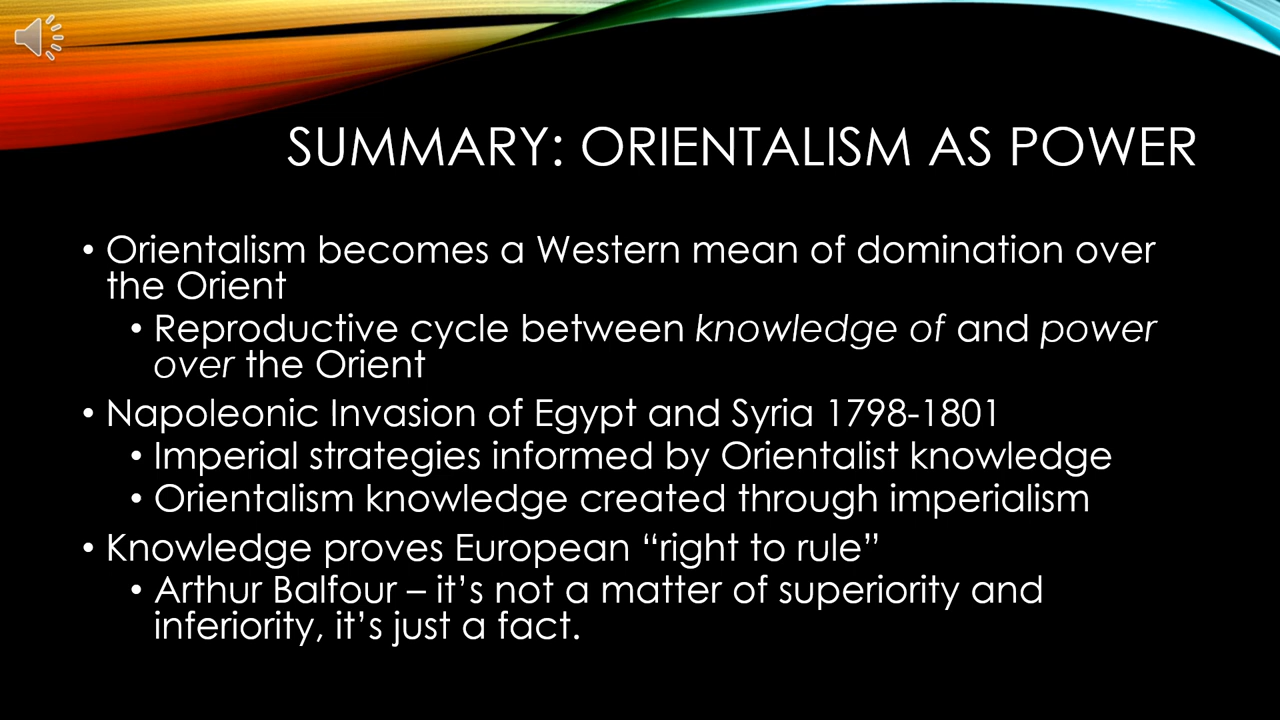 SUMMARY: ORIENTALISM AS POWER
• Orientalism becomes a Western mean of domination over
the Orient
• Reproductive cycle between knowledge of and power
over the Orient
• Napoleonic Invasion of Egypt and Syria 1798-1801
• Imperial strategies informed by Orientalist knowledge
• Orientalism knowledge created through imperialism
• Knowledge proves European “right to rule”
• Arthur Balfour – it’s not a matter of superiority and
inferiority, it’s just a fact.